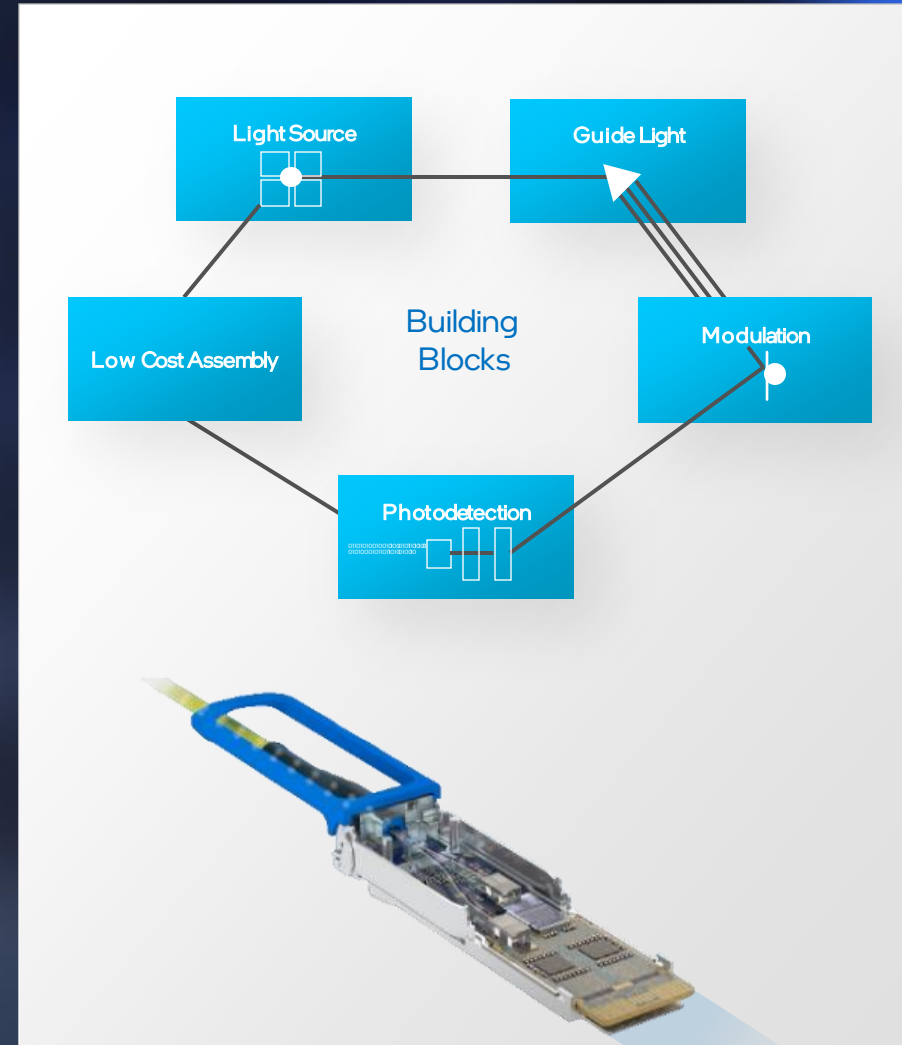 Light Source
Guide Light
Building
Blocks
Modulation
Low Cost Assembly
Photodetection